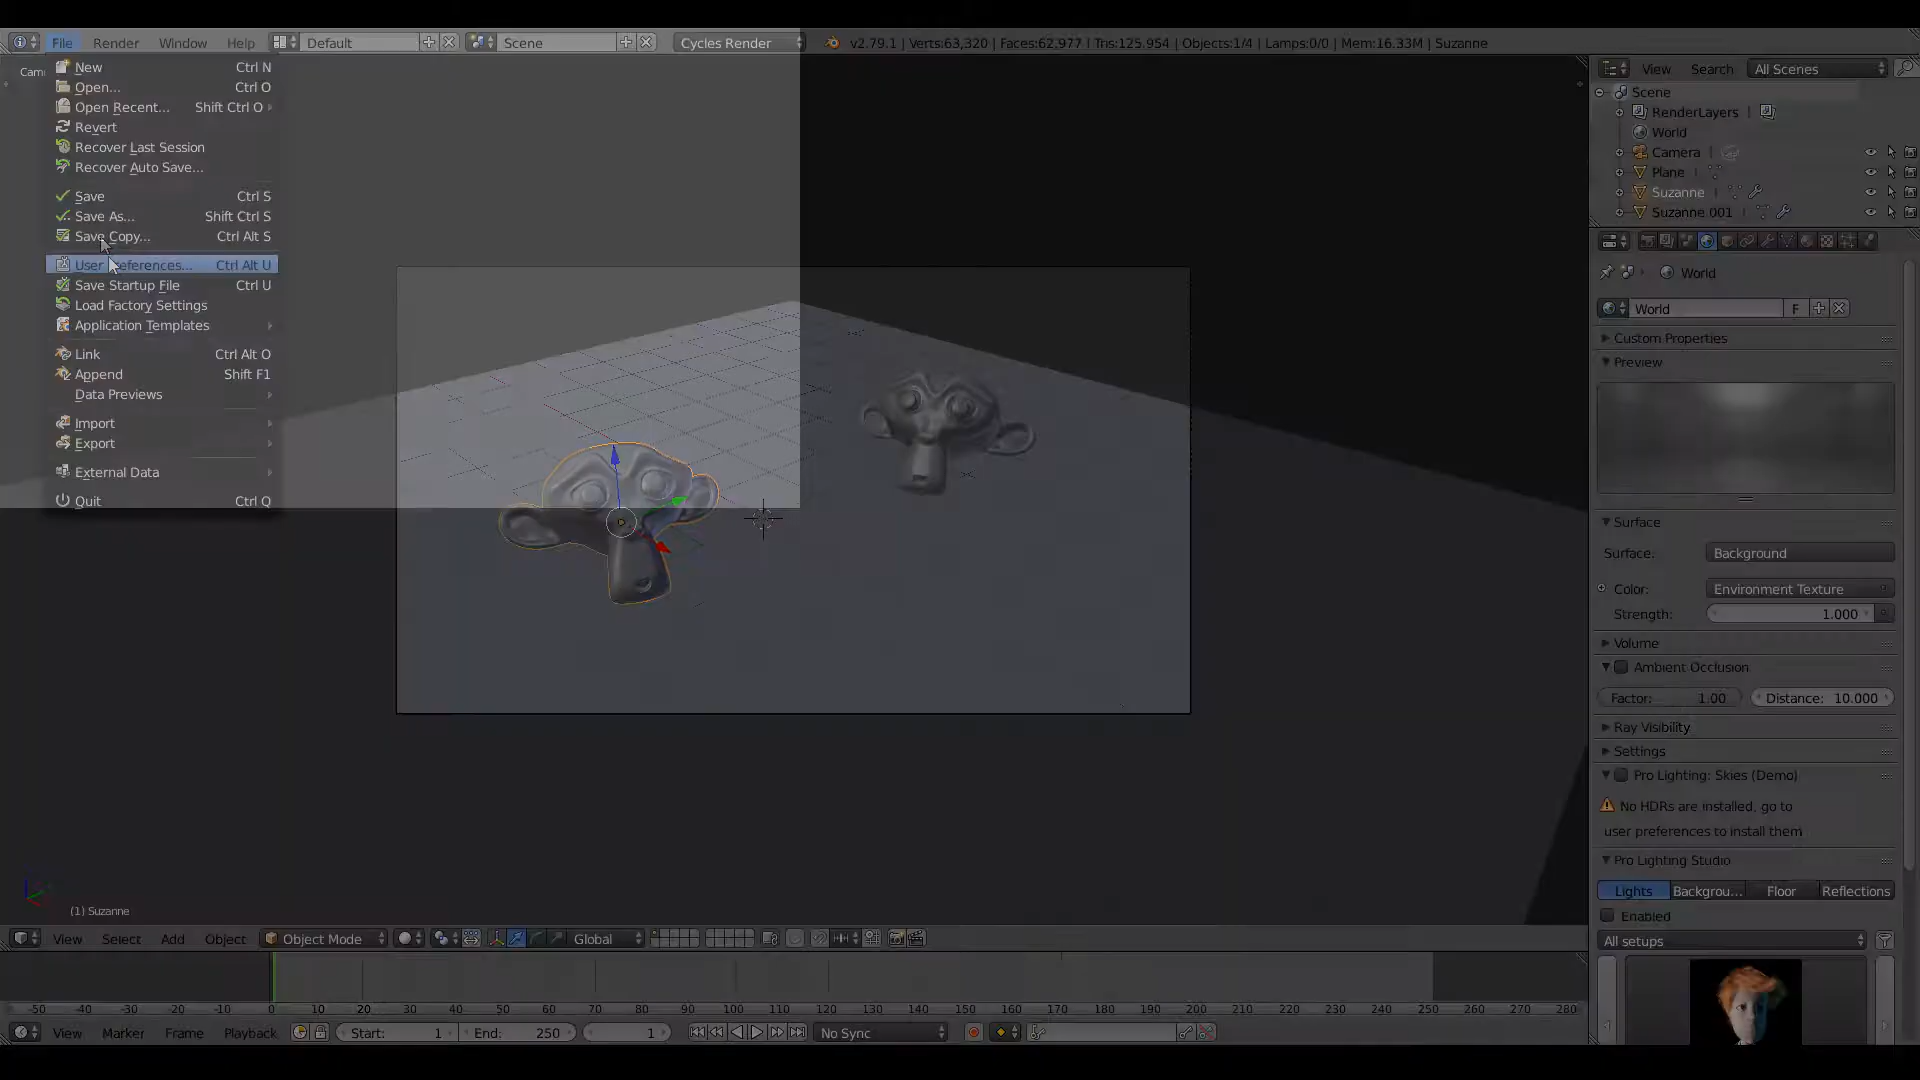 File Render Window Help Default Scene Cycles Render v2.79.1 | Verts:63,320 | Faces:62,977 | Tris:125,954 | Objects:1/4 | Lamps:0/0 | Mem:16.33M | Suzanne
New Ctrl N
Open... Ctrl O
Open Recent... Shift Ctrl O
Revert
Recover Last Session
Recover Auto Save...
Save Ctrl S
Save As... Shift Ctrl S
Save Copy... Ctrl Alt S
User Ctrl Alt U
Save Startup File Ctrl U
Load Factory Settings
Application Templates
Link Ctrl Alt O
Append Shift F1
Data Previews
Import
Export
External Data
Quit Ctrl Q
View Search All Scenes
Scene
RenderLayers
World
Camera
Plane
Suzanne
Suzanne.001
World
World F
Custom Properties
Preview
Surface
Surface: Background
Color: Environment Texture
Strength: 1.000
Volume
Ambient Occlusion
Factor: 1.00 Distance: 10.000
Ray Visibility
Settings
Pro Lighting: Skies (Demo)
No HDRs are installed, go to
user preferences to install them
Pro Lighting Studio
Lights Backgrou... Floor Reflections
Enabled
All setups
(1) Suzanne
View Select Add Object Object Mode Global
-50 -40 -30 -20 -10 0 10 20 30 40 50 60 70 80 90 100 110 120 130 140 150 160 170 180 190 200 210 220 230 240 250 260 270 280
View Marker Frame Playback Start: 1 End: 250 1 No Sync